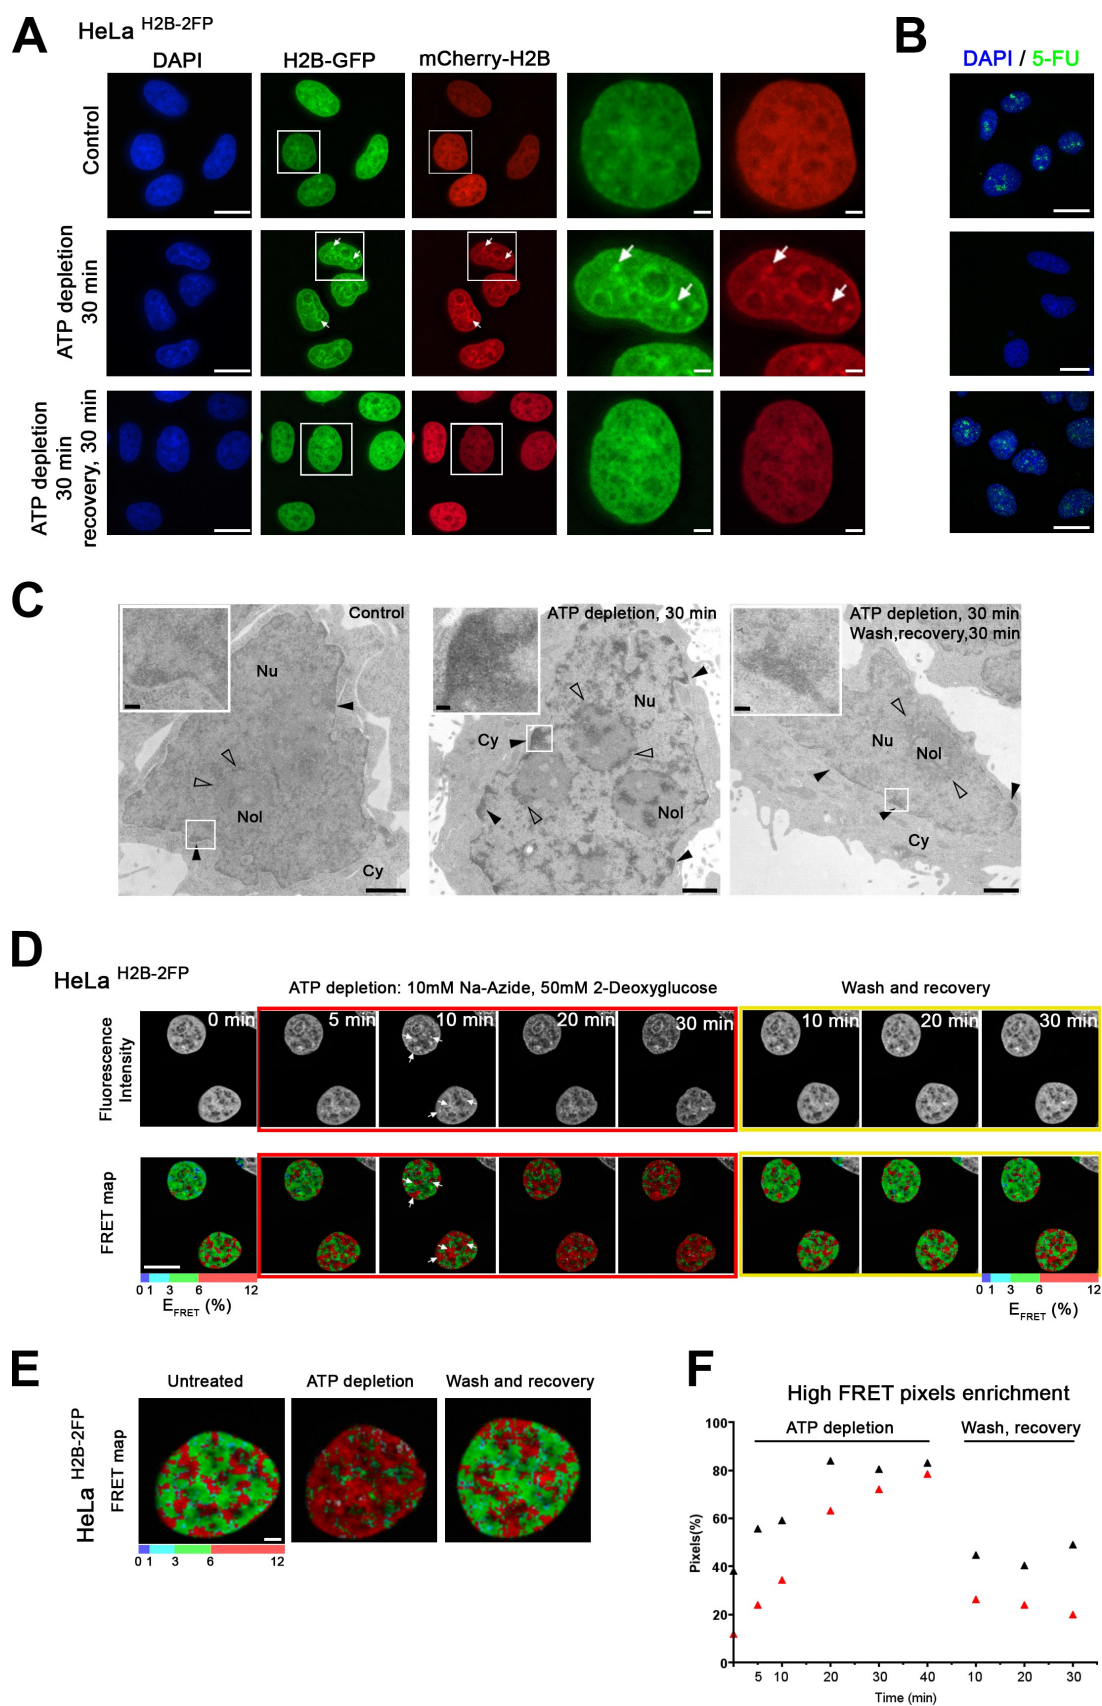 A
HeLa H2B-2FP
DAPI
H2B-GFP
mCherry-H2B
Control
ATP depletion
30 min
ATP depletion
30 min
recovery, 30 min
B
DAPI / 5-FU
C
Control
Nu
Nol
Cy
ATP depletion, 30 min
Nu
Cy
Nol
ATP depletion, 30 min
Wash,recovery,30 min
Nu
Nol
Cy
D
HeLa H2B-2FP
ATP depletion: 10mM Na-Azide, 50mM 2-Deoxyglucose
Wash and recovery
Fluorescence
Intensity
0 min
5 min
10 min
20 min
30 min
10 min
20 min
30 min
FRET map
0 1 3 6 12
EFRET (%)
0 1 3 6 12
EFRET (%)
E
Untreated
ATP depletion
Wash and recovery
HeLa H2B-2FP
FRET map
0 1 3 6 12
F
High FRET pixels enrichment
ATP depletion
Wash, recovery
Pixels(%)
100
80
60
40
20
0
5 10 20 30 40 10 20 30
Time (min)